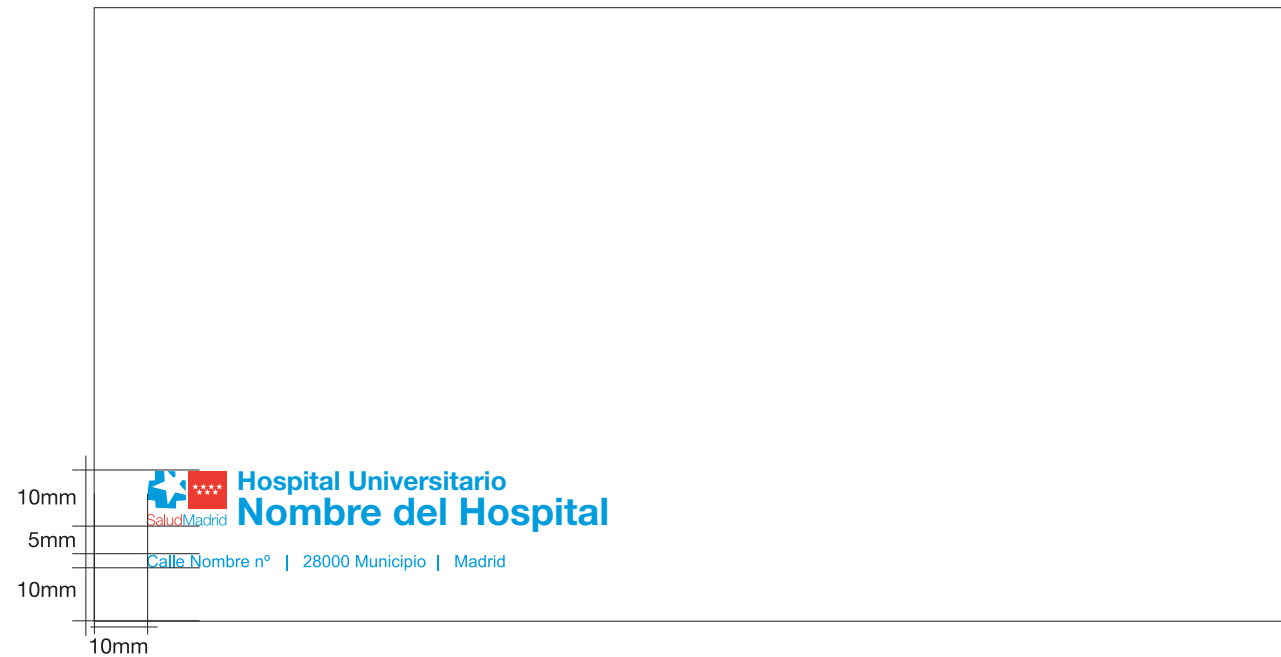 Hospital Universitario
Nombre del Hospital
SaludMadrid
Calle Nombre nº | 28000 Municipio | Madrid
10mm
5mm
10mm
10mm